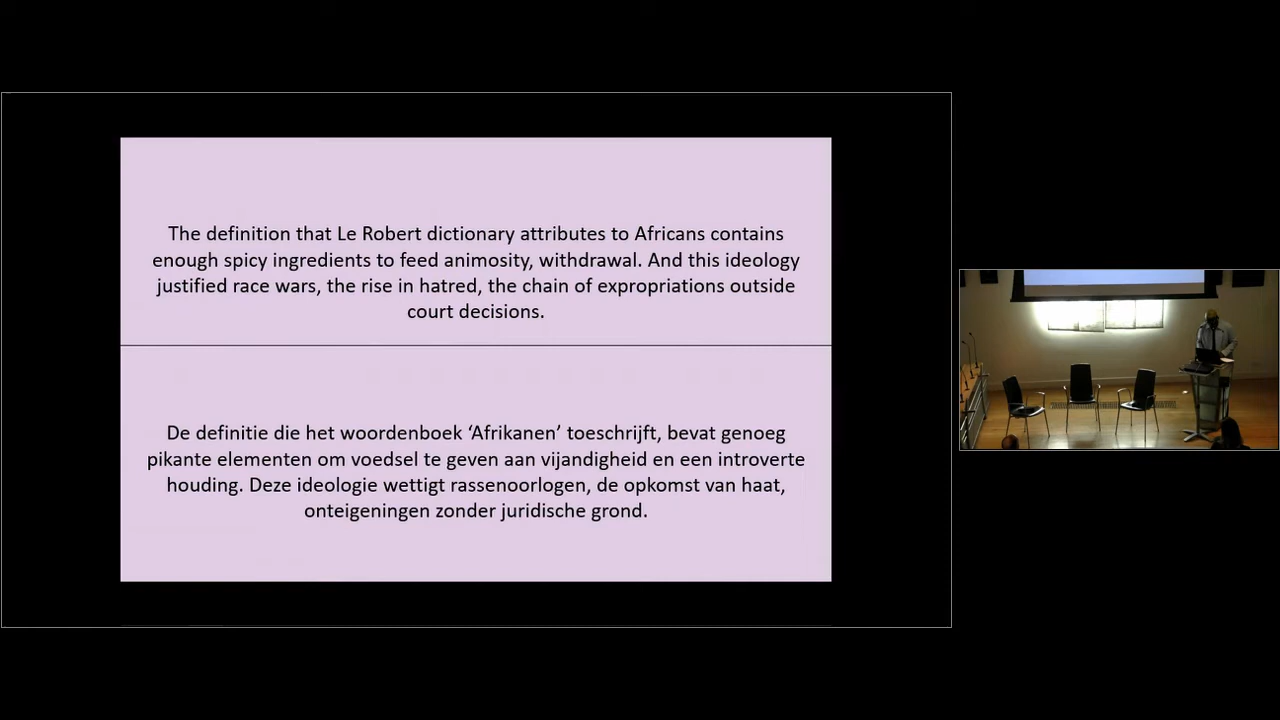 The definition that Le Robert dictionary attributes to Africans contains
enough spicy ingredients to feed animosity, withdrawal. And this ideology
justified race wars, the rise in hatred, the chain of expropriations outside
court decisions.
De definitie die het woordenboek ‘Afrikanen’ toeschrijft, bevat genoeg
pikante elementen om voedsel te geven aan vijandigheid en een introverte
houding. Deze ideologie wettigt rassenoorlogen, de opkomst van haat,
onteigeningen zonder juridische grond.